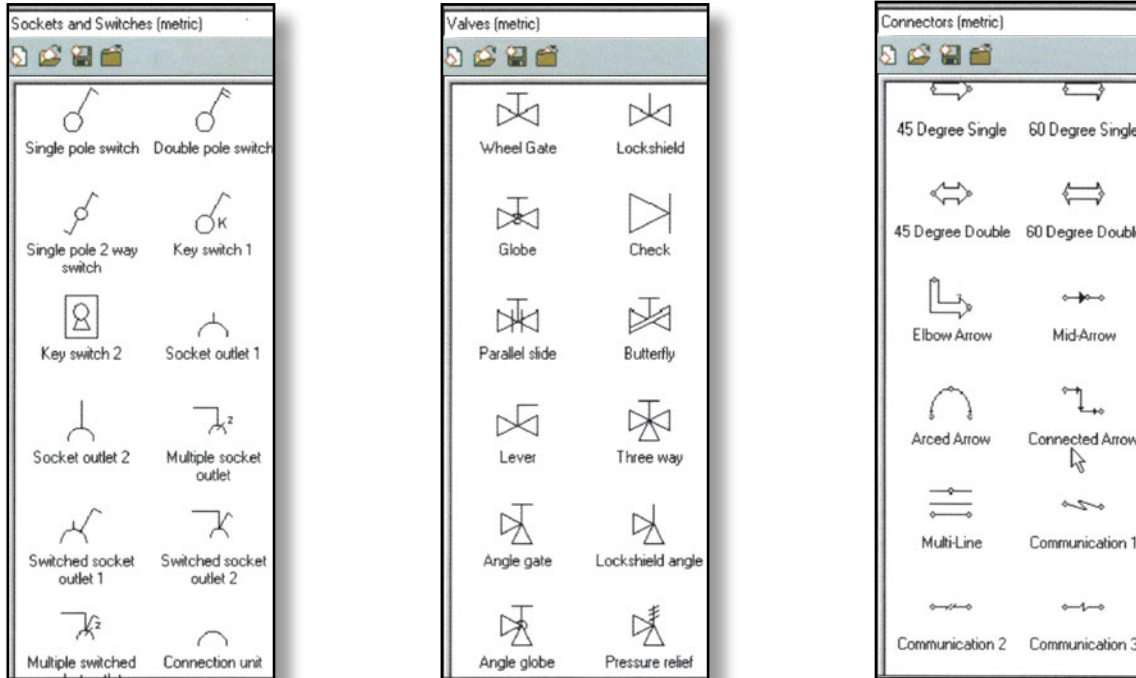 Sockets and Switches (metric)
Single pole switch Double pole switch
Single pole 2 way switch
Key switch 1
K
Key switch 2 Socket outlet 1
Socket outlet 2
Multiple socket outlet
2
Switched socket outlet 1
Switched socket outlet 2
2
Multiple switched
Connection unit
Valves (metric)
Wheel Gate Lockshield
Globe Check
Parallel slide Butterfly
Lever Three way
Angle gate Lockshield angle
Angle globe Pressure relief
Connectors (metric)
45 Degree Single 60 Degree Single
45 Degree Double 60 Degree Doubl
Elbow Arrow Mid-Arrow
Arced Arrow Connected Arrow
Multi-Line Communication 1
Communication 2 Communication 3